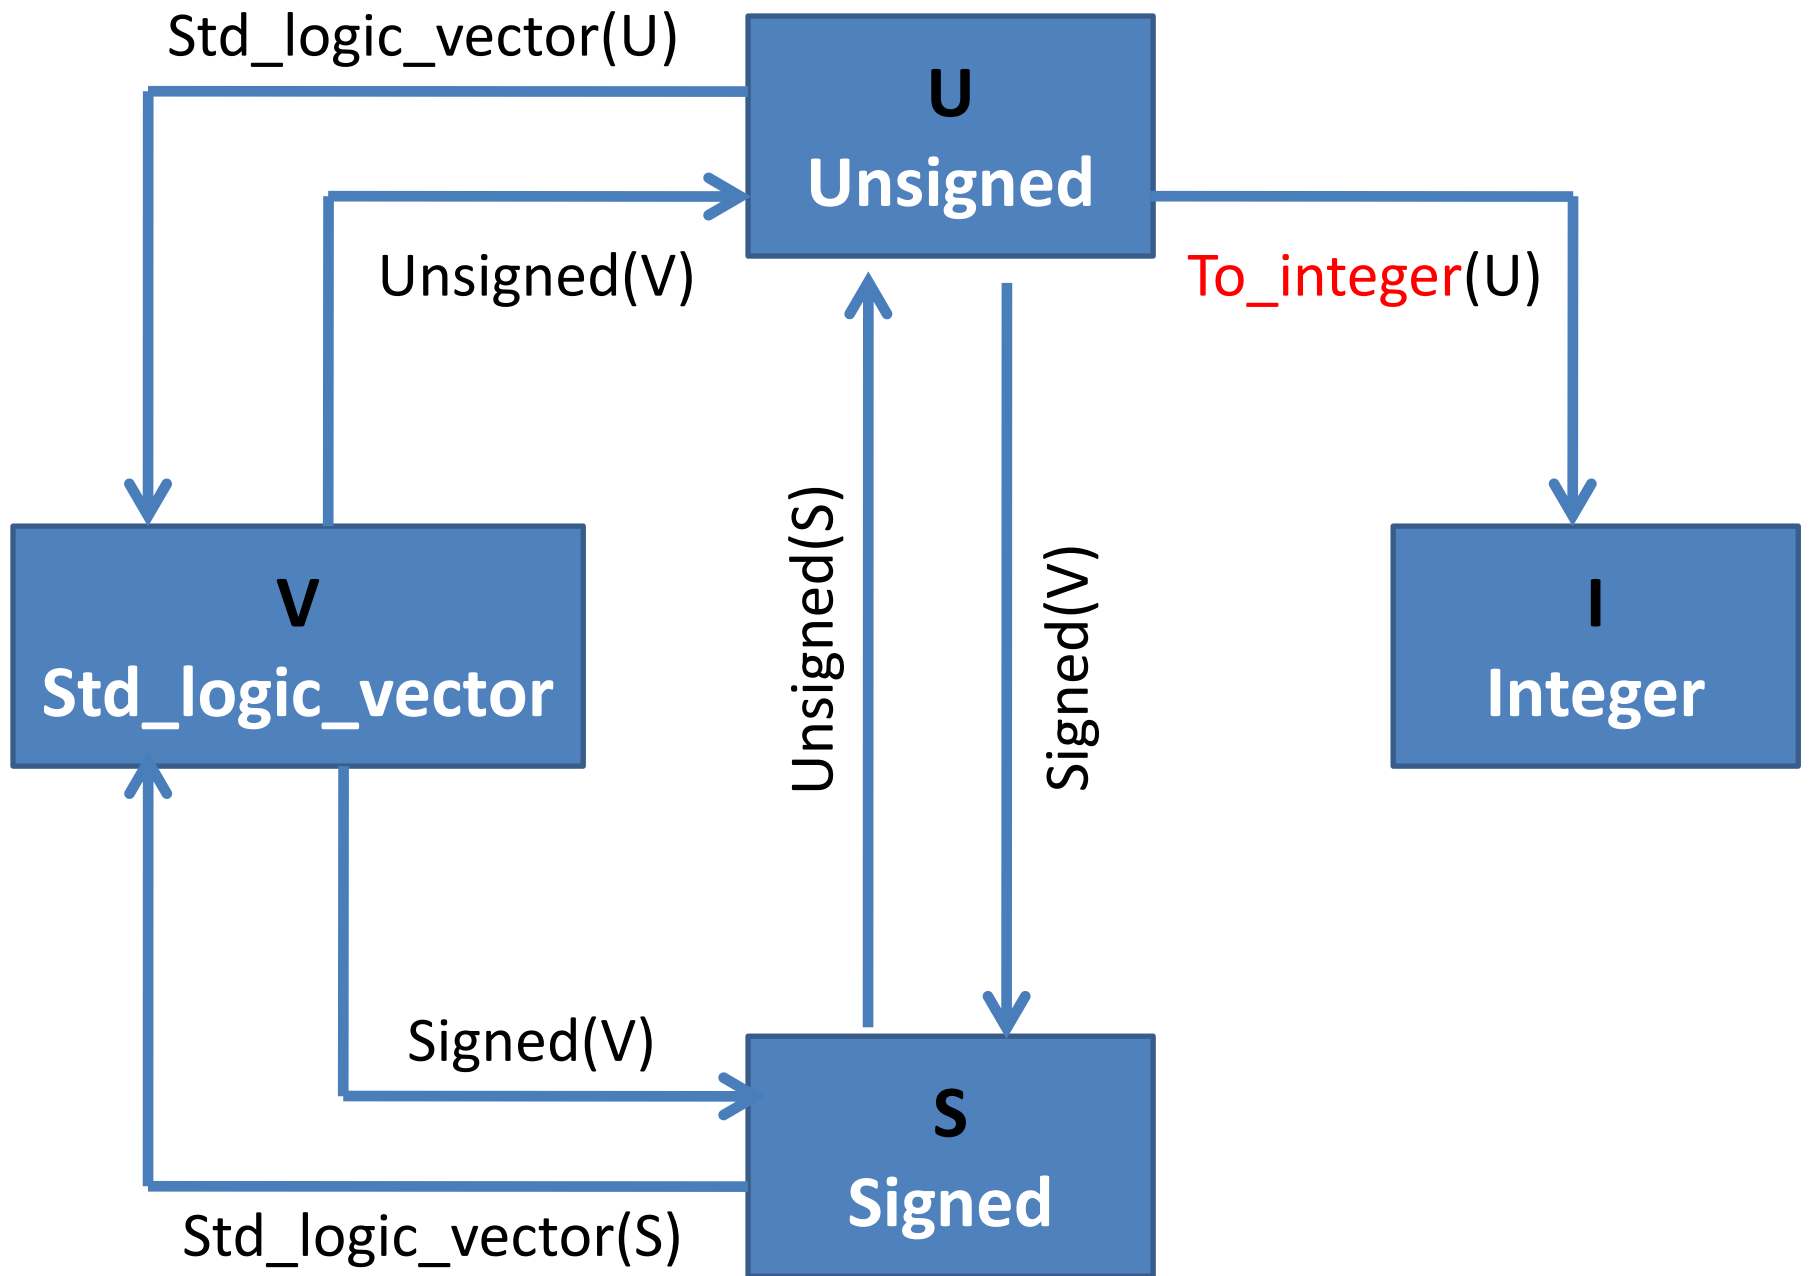 Std_logic_vector(U)
U
Unsigned
Unsigned(V)
To_integer(U)
Unsigned(S)
Signed(V)
V
Std_logic_vector
I
Integer
Signed(V)
S
Signed
Std_logic_vector(S)